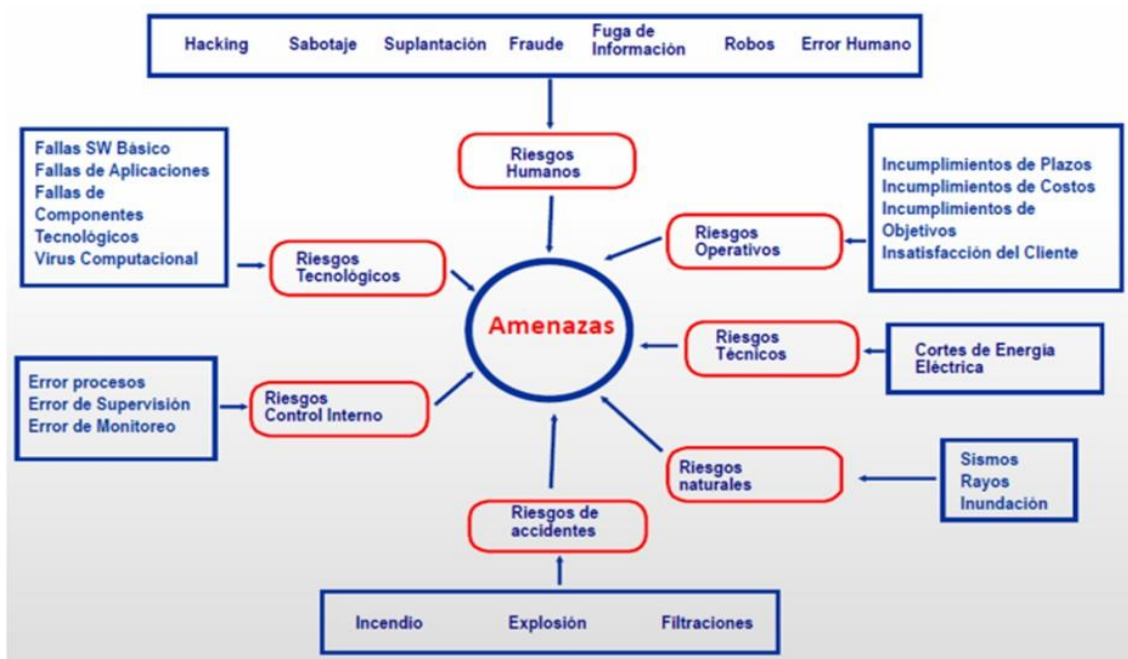 Hacking Sabotaje Suplantación Fraude Fuga de Información Robos Error Humano
Riesgos
Humanos
Fallas SW Básico
Fallas de Aplicaciones
Fallas de
Componentes
Tecnológicos
Virus Computacional
Riesgos
Tecnológicos
Incumplimientos de Plazos
Incumplimientos de Costos
Incumplimientos de
Objetivos
Insatisfacción del Cliente
Riesgos
Operativos
Amenazas
Riesgos
Técnicos
Cortes de Energía
Eléctrica
Error procesos
Error de Supervisión
Error de Monitoreo
Riesgos
Control Interno
Riesgos
naturales
Sismos
Rayos
Inundación
Riesgos de
accidentes
Incendio Explosión Filtraciones